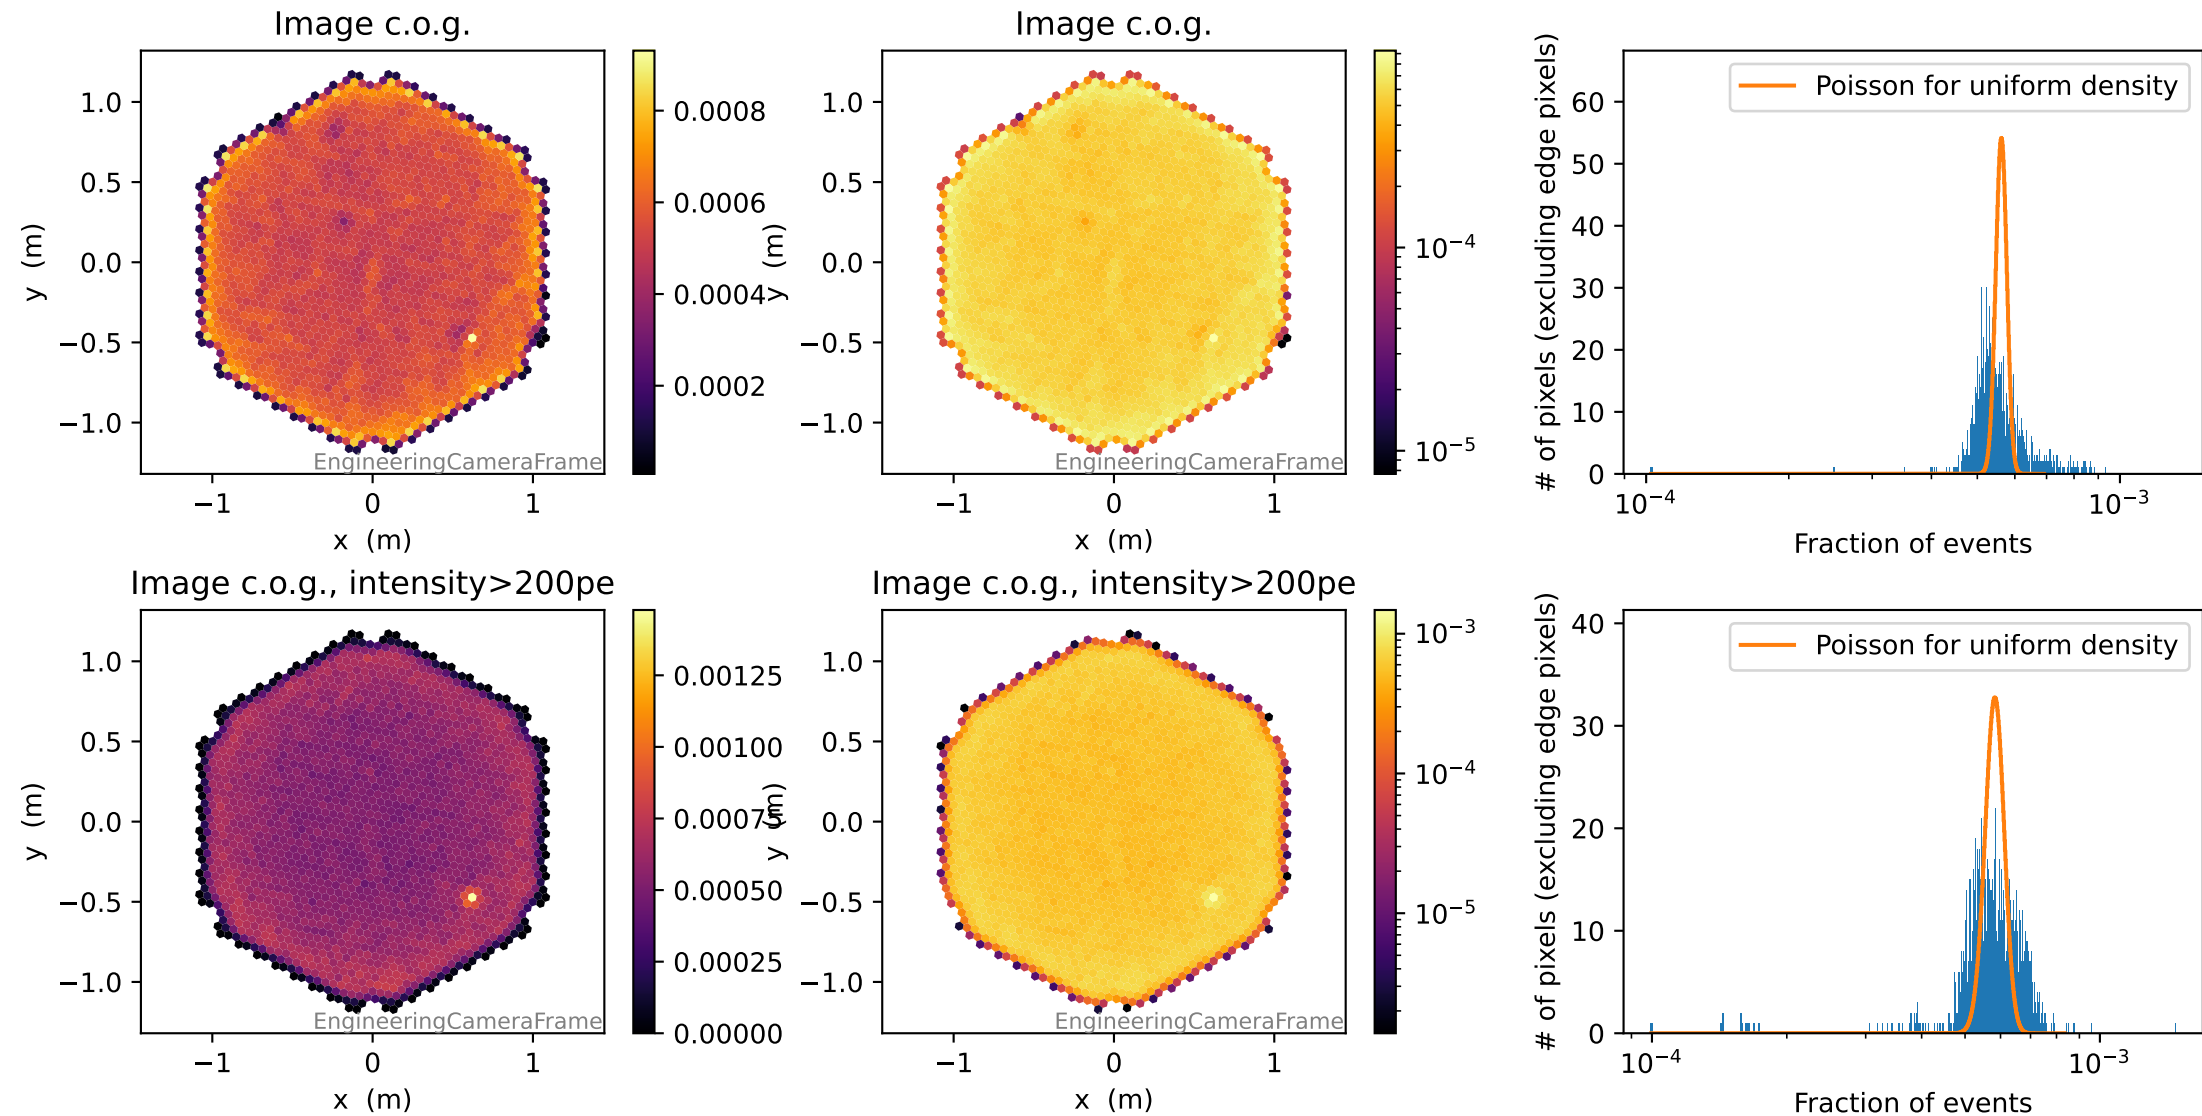 Image c.o.g.
1.0
0.5
0.0
−0.5
−1.0
y (m)
−1
0
1
x (m)
EngineeringCameraFrame
0.0008
0.0006
0.0004
0.0002
Image c.o.g.
1.0
0.5
0.0
−0.5
−1.0
y (m)
−1
0
1
x (m)
EngineeringCameraFrame
10⁻⁴
10⁻⁵
# of pixels (excluding edge pixels)
60
50
40
30
20
10
0
Poisson for uniform density
10⁻⁴
10⁻³
Fraction of events
Image c.o.g., intensity>200pe
1.0
0.5
0.0
−0.5
−1.0
y (m)
−1
0
1
x (m)
EngineeringCameraFrame
0.00125
0.00100
0.00075
0.00050
0.00025
0.00000
Image c.o.g., intensity>200pe
1.0
0.5
0.0
−0.5
−1.0
y (m)
−1
0
1
x (m)
EngineeringCameraFrame
10⁻³
10⁻⁴
10⁻⁵
# of pixels (excluding edge pixels)
40
30
20
10
0
Poisson for uniform density
10⁻⁴
10⁻³
Fraction of events